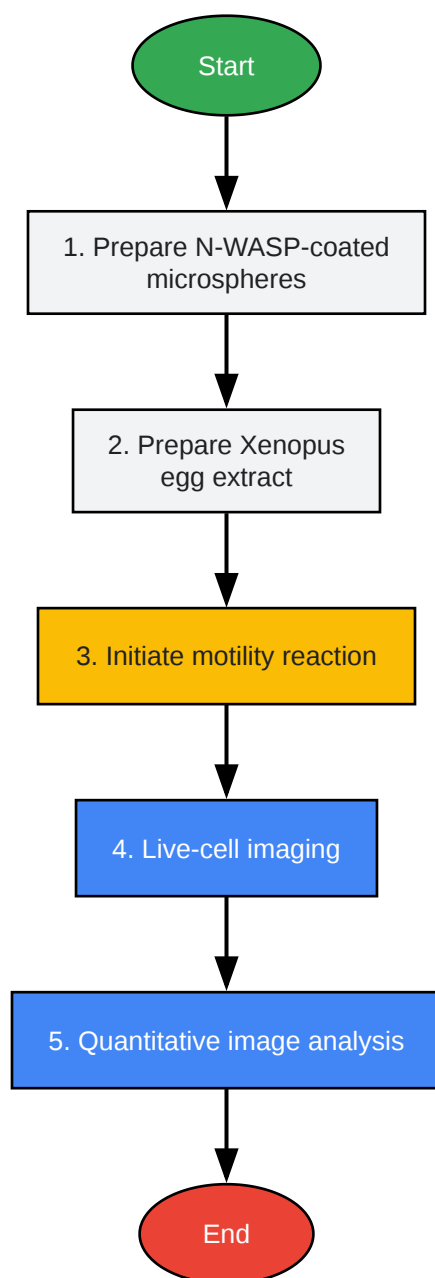 Start
1. Prepare N-WASP-coated
microspheres
2. Prepare Xenopus
egg extract
3. Initiate motility reaction
4. Live-cell imaging
5. Quantitative image analysis
End